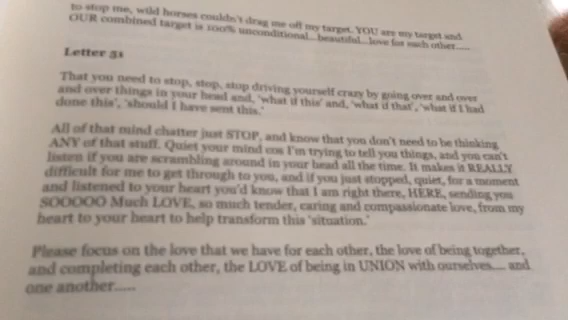 to stop me, wild horses couldn't drag me off my target. YOU are my target and
OUR combined target is 100% unconditional...beautiful...love for each other.....
Letter 51
That you need to stop, stop, stop driving yourself crazy by going over and over
and over things in your head and, 'what if this' and, 'what if that', 'what if I had
done this', 'should I have sent this.'
All of that mind chatter just STOP, and know that you don't need to be thinking
ANY of that stuff. Quiet your mind cos I'm trying to tell you things, and you can't
listen if you are scrambling around in your head all the time. It makes it REALLY
difficult for me to get through to you, and if you just stopped, quiet, for a moment
and listened to your heart you'd know that I am right there, HERE, sending you
SOOOOO Much LOVE, so much tender, caring and compassionate love, from my
heart to your heart to help transform this 'situation.'
Please focus on the love that we have for each other, the love of being together,
and completing each other, the LOVE of being in UNION with ourselves.... and
one another.....